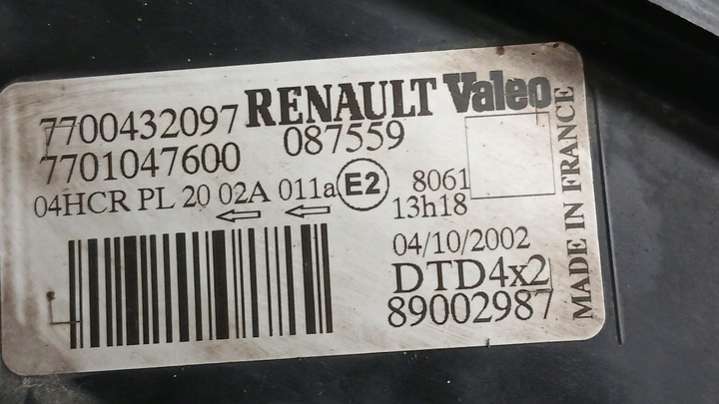 7700432097 RENAULT Valeo
7701047600 087559
04HCR PL 20 02A 011a E2 8061
13h18
04/10/2002
DTD4x2
89002987
MADE IN FRANCE